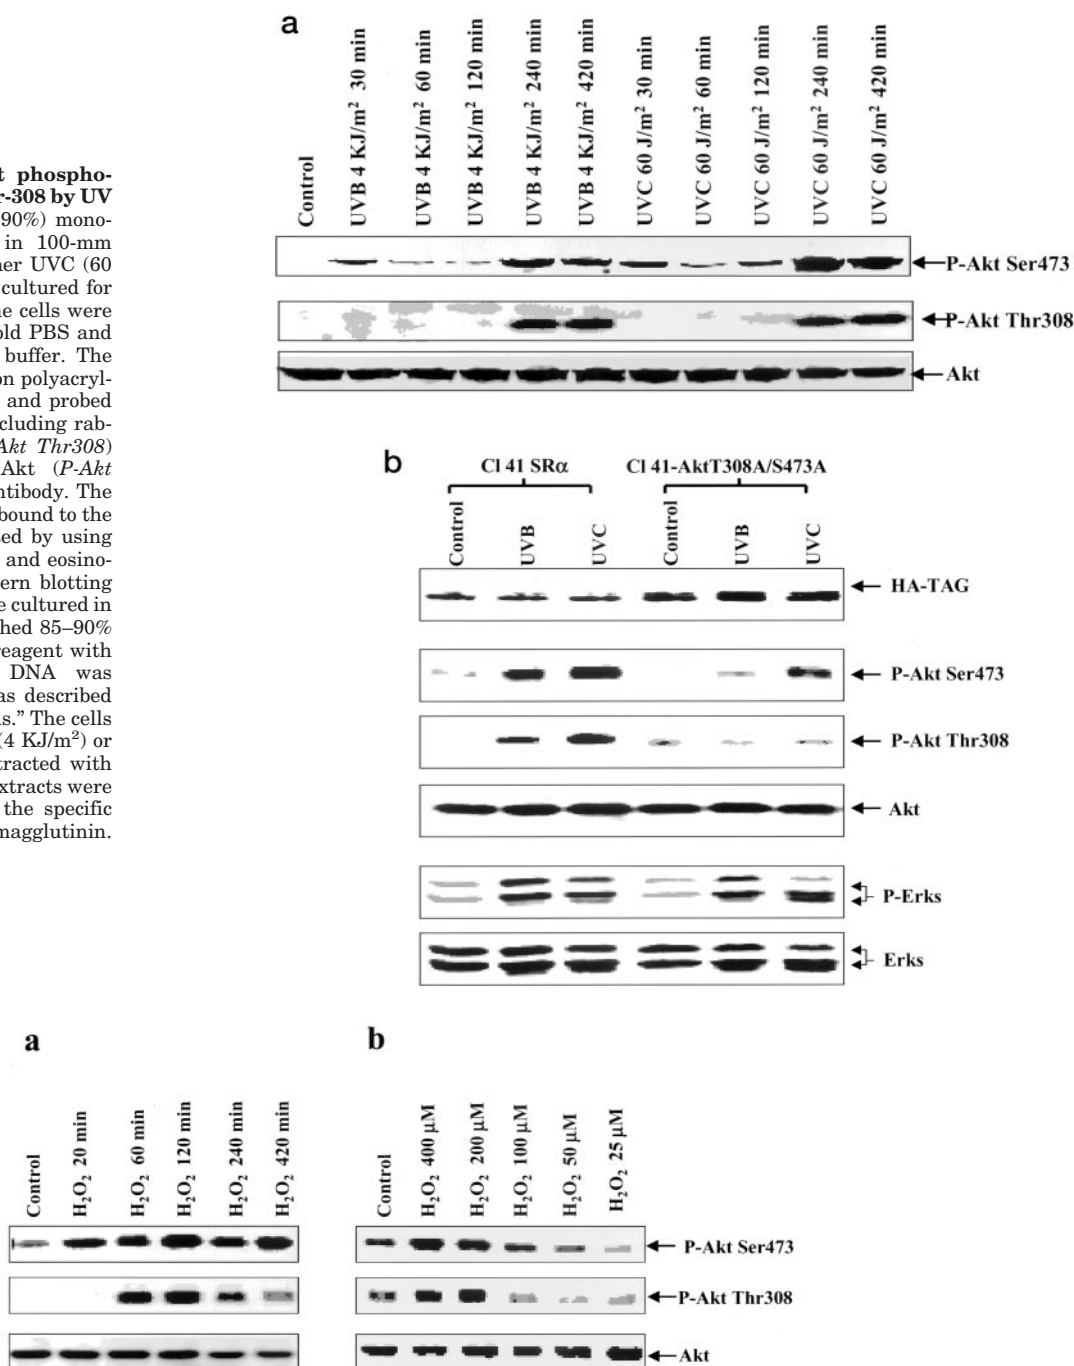 t phospho-
r-308 by UV
90%) mono-
in 100-mm
ner UVC (60
cultured for
ne cells were
old PBS and
buffer. The
on polyacryl-
and probed
cluding rab-
Akt Thr308)
Akt (P-Akt
ntibody. The
bound to the
ted by using
and eosino-
ern blotting
e cultured in
ched 85–90%
reagent with
DNA was
as described
ls.” The cells
(4 KJ/m²) or
tracted with
extracts were
the specific
magglutinin.
a
Control
UVB 4 KJ/m² 30 min
UVB 4 KJ/m² 60 min
UVB 4 KJ/m² 120 min
UVB 4 KJ/m² 240 min
UVB 4 KJ/m² 420 min
UVC 60 J/m² 30 min
UVC 60 J/m² 60 min
UVC 60 J/m² 120 min
UVC 60 J/m² 240 min
UVC 60 J/m² 420 min
P-Akt Ser473
P-Akt Thr308
Akt
b
Cl 41 SRα
Cl 41-AktT308A/S473A
Control
UVB
UVC
Control
UVB
UVC
HA-TAG
P-Akt Ser473
P-Akt Thr308
Akt
P-Erks
Erks
a
Control
H₂O₂ 20 min
H₂O₂ 60 min
H₂O₂ 120 min
H₂O₂ 240 min
H₂O₂ 420 min
b
Control
H₂O₂ 400 µM
H₂O₂ 200 µM
H₂O₂ 100 µM
H₂O₂ 50 µM
H₂O₂ 25 µM
P-Akt Ser473
P-Akt Thr308
Akt